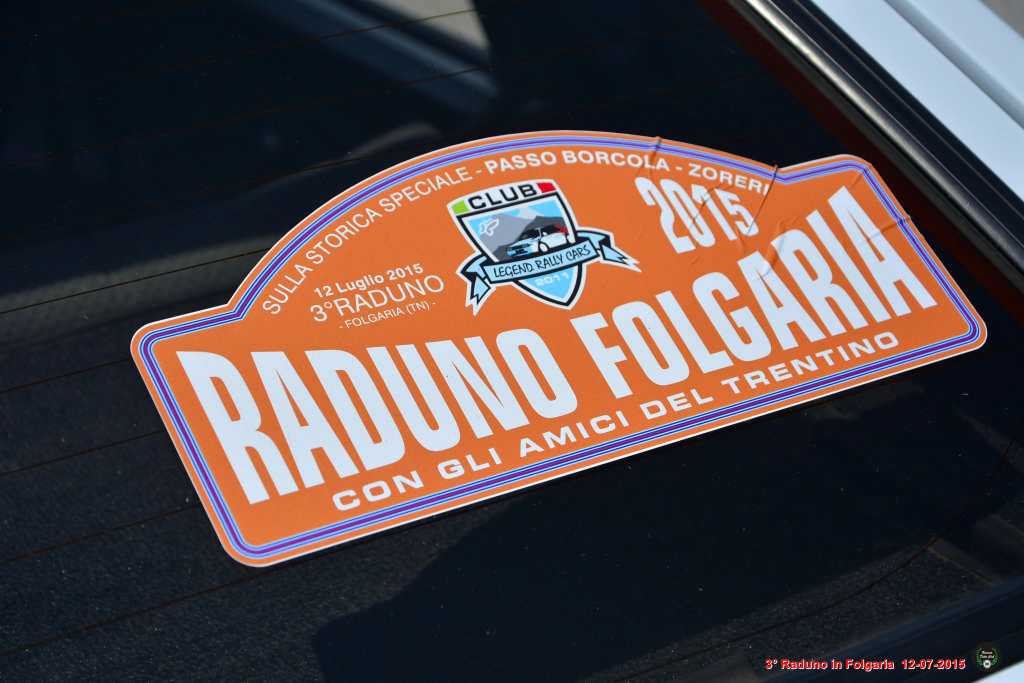 SULLA STORICA SPECIALE - PASSO BORCOLA - ZORERI
CLUB
LEGEND RALLY CARS
2011
12 Luglio 2015
3°RADUNO
- FOLGARIA (TN) -
2015
RADUNO FOLGARIA
CON GLI AMICI DEL TRENTINO
3° Raduno in Folgaria 12-07-2015